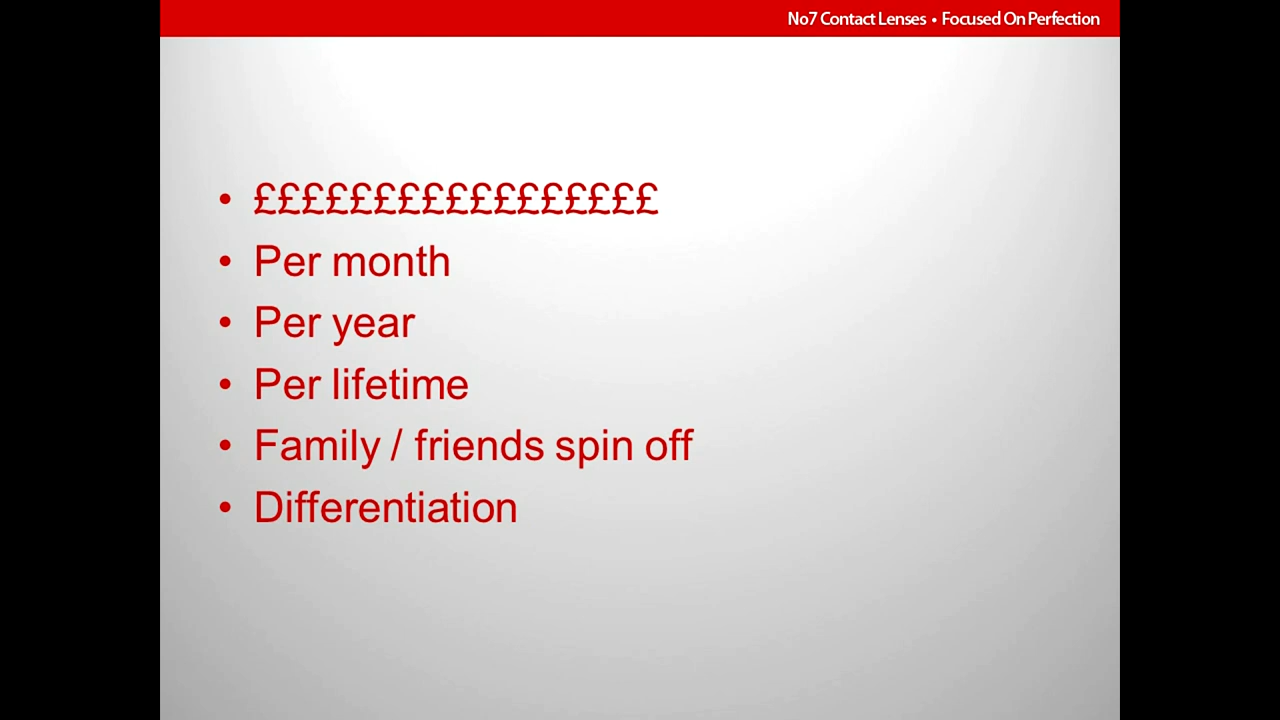 No7 Contact Lenses • Focused On Perfection
• £££££££££££££££££
• Per month
• Per year
• Per lifetime
• Family / friends spin off
• Differentiation